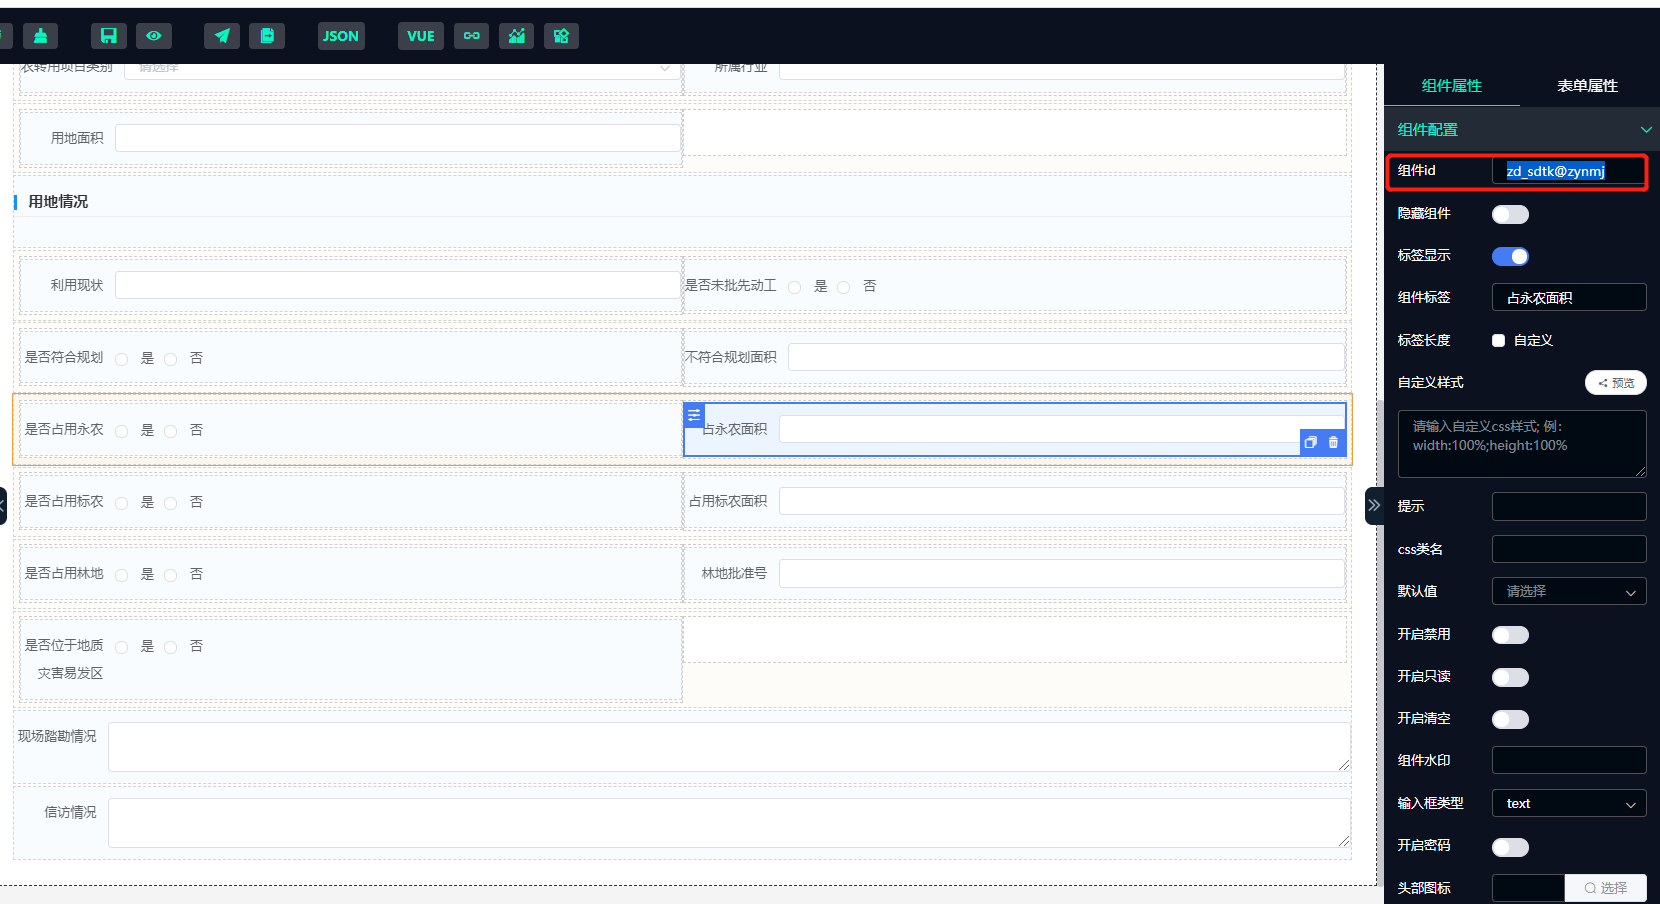 JSON
VUE
农转用项目类别
请选择
所属行业
用地面积
用地情况
利用现状
是否未批先动工
是
否
是否符合规划
是
否
不符合规划面积
是否占用永农
是
否
占永农面积
是否占用标农
是
否
占用标农面积
是否占用林地
是
否
林地批准号
是否位于地质
灾害易发区
是
否
现场踏勘情况
信访情况
组件属性
表单属性
组件配置
组件id
zd_sdtk@zynmj
隐藏组件
标签显示
组件标签
占永农面积
标签长度
自定义
自定义样式
预览
请输入自定义css样式; 例：
width:100%;height:100%
提示
css类名
默认值
请选择
开启禁用
开启只读
开启清空
组件水印
输入框类型
text
开启密码
头部图标
选择